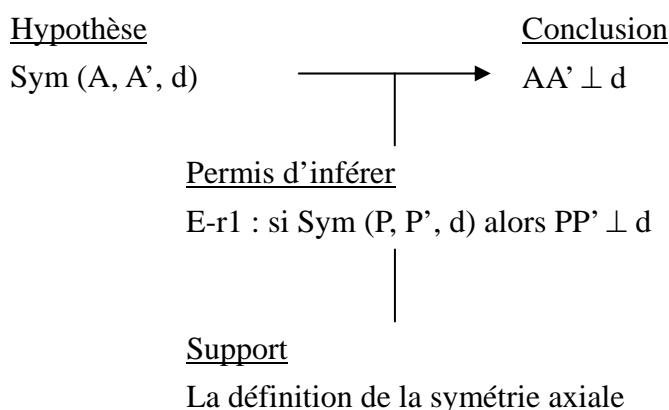 Hypothèse
Conclusion
Sym (A, A’, d)
AA’ ⊥ d
Permis d’inférer
E-r1 : si Sym (P, P’, d) alors PP’ ⊥ d
Support
La définition de la symétrie axiale